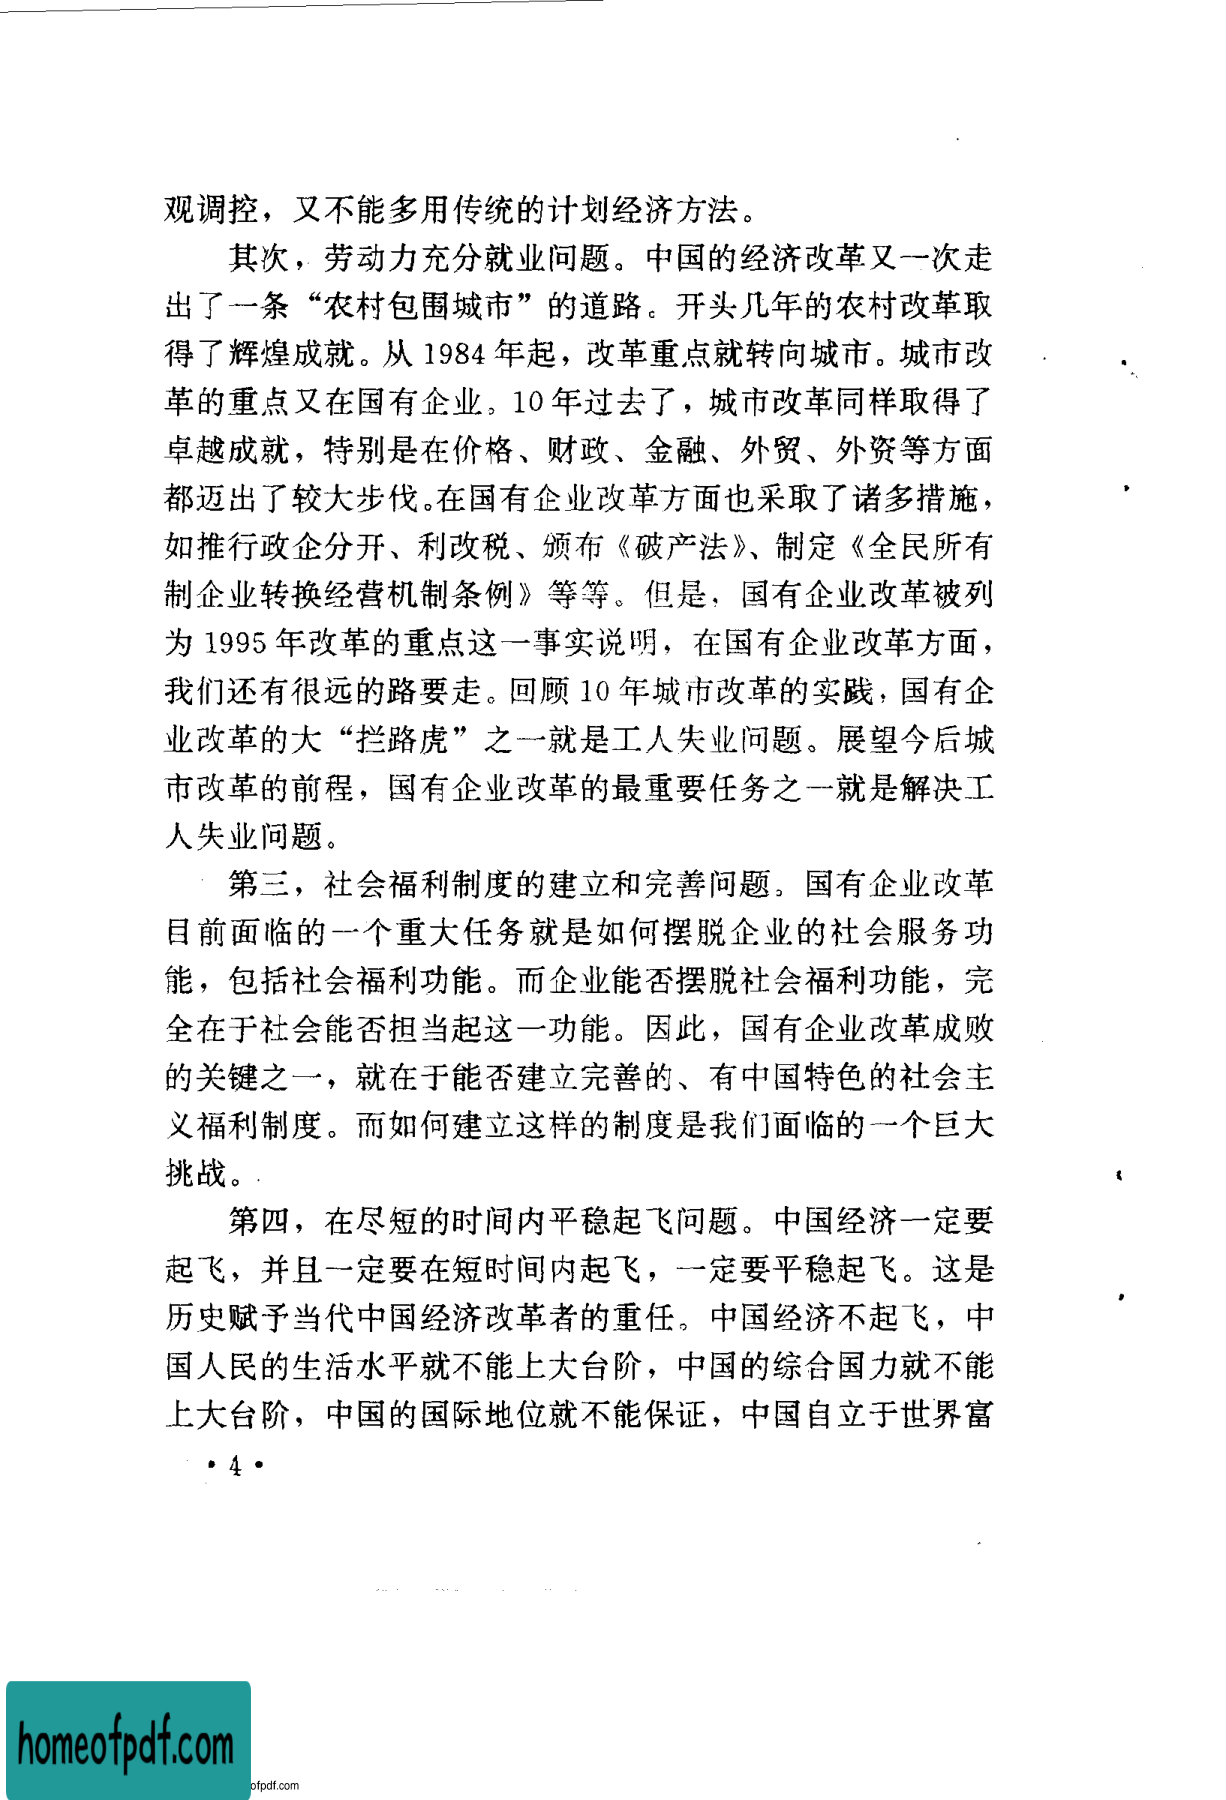 观调控，又不能多用传统的计划经济方法。
其次，劳动力充分就业问题。中国的经济改革又一次走
出了一条“农村包围城市”的道路。开头几年的农村改革取
得了辉煌成就。从1984年起，改革重点就转向城市。城市改
革的重点又在国有企业。10年过去了，城市改革同样取得了
卓越成就，特别是在价格、财政、金融、外贸、外资等方面
都迈出了较大步伐。在国有企业改革方面也采取了诸多措施，
如推行政企分开、利改税、颁布《破产法》、制定《全民所有
制企业转换经营机制条例》等等。但是，国有企业改革被列
为1995年改革的重点这一事实说明，在国有企业改革方面，
我们还有很远的路要走。回顾10年城市改革的实践，国有企
业改革的大“拦路虎”之一就是工人失业问题。展望今后城
市改革的前程，国有企业改革的最重要任务之一就是解决工
人失业问题。
第三，社会福利制度的建立和完善问题。国有企业改革
目前面临的一个重大任务就是如何摆脱企业的社会服务功
能，包括社会福利功能。而企业能否摆脱社会福利功能，完
全在于社会能否担当起这一功能。因此，国有企业改革成败
的关键之一，就在于能否建立完善的、有中国特色的社会主
义福利制度。而如何建立这样的制度是我们面临的一个巨大
挑战。
第四，在尽短的时间内平稳起飞问题。中国经济一定要
起飞，并且一定要在短时间内起飞，一定要平稳起飞。这是
历史赋予当代中国经济改革者的重任。中国经济不起飞，中
国人民的生活水平就不能上大台阶，中国的综合国力就不能
上大台阶，中国的国际地位就不能保证，中国自立于世界富
• 4 •
homeofpdf.com
ofpdf.com